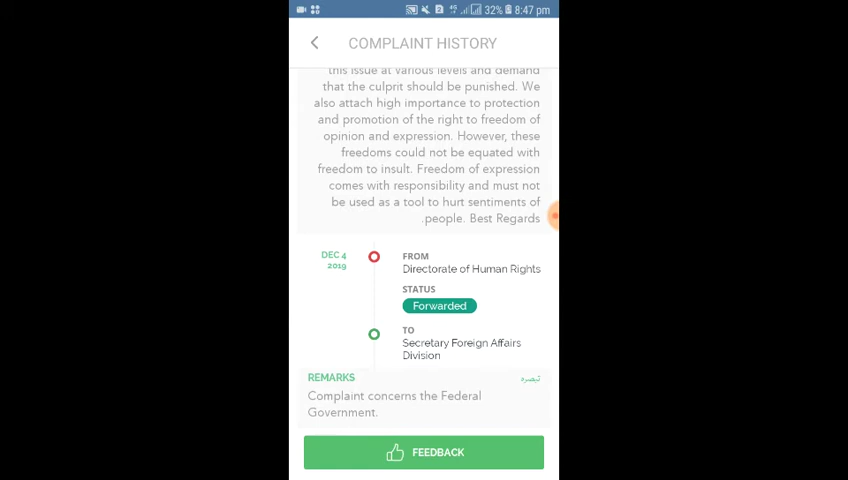 4G 32% 8:47 pm
COMPLAINT HISTORY
this issue at various levels and demand
that the culprit should be punished. We
also attach high importance to protection
and promotion of the right to freedom of
opinion and expression. However, these
freedoms could not be equated with
freedom to insult. Freedom of expression
comes with responsibility and must not
be used as a tool to hurt sentiments of
.people. Best Regards
DEC 4
2019
FROM
Directorate of Human Rights
STATUS
Forwarded
TO
Secretary Foreign Affairs
Division
REMARKS تبصرہ
Complaint concerns the Federal
Government.
FEEDBACK